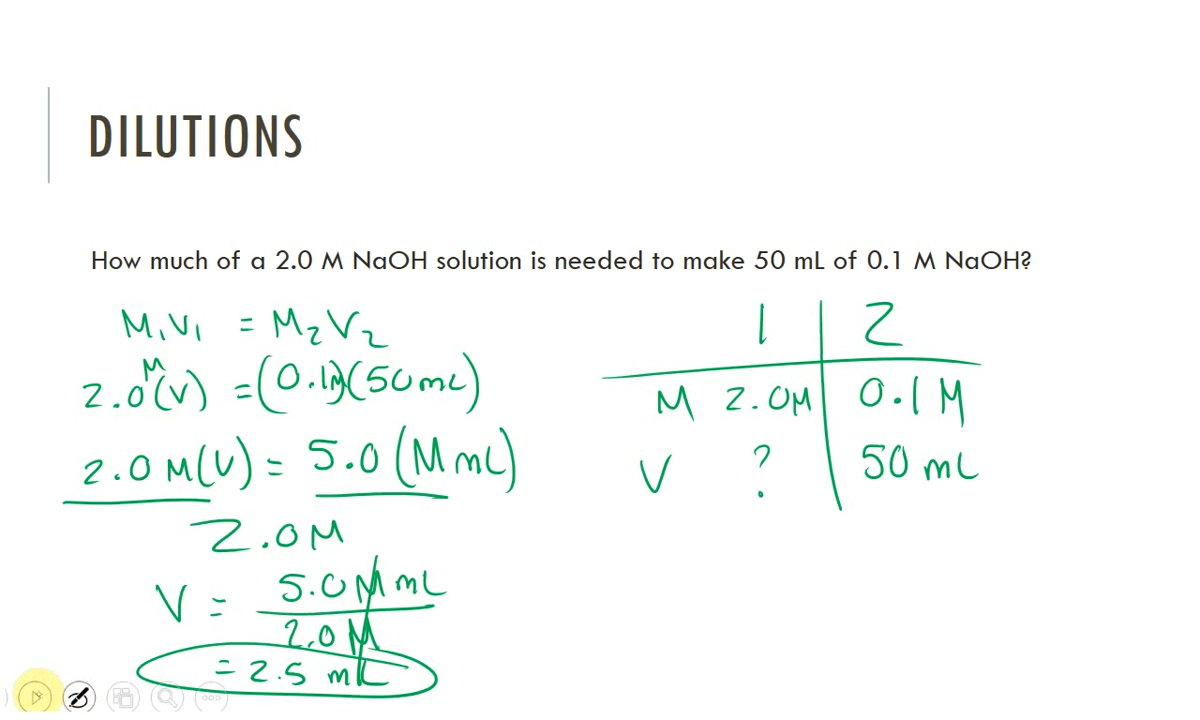 DILUTIONS
How much of a 2.0 M NaOH solution is needed to make 50 mL of 0.1 M NaOH?
M₁V₁ = M₂V₂
2.0 M (V) = (0.1M)(50mL)
2.0 M(V) = 5.0 (M mL)
2.0M
V = 5.0M mL
2.0 M
= 2.5 mL
1 2
M 2.0M 0.1 M
V ? 50 mL